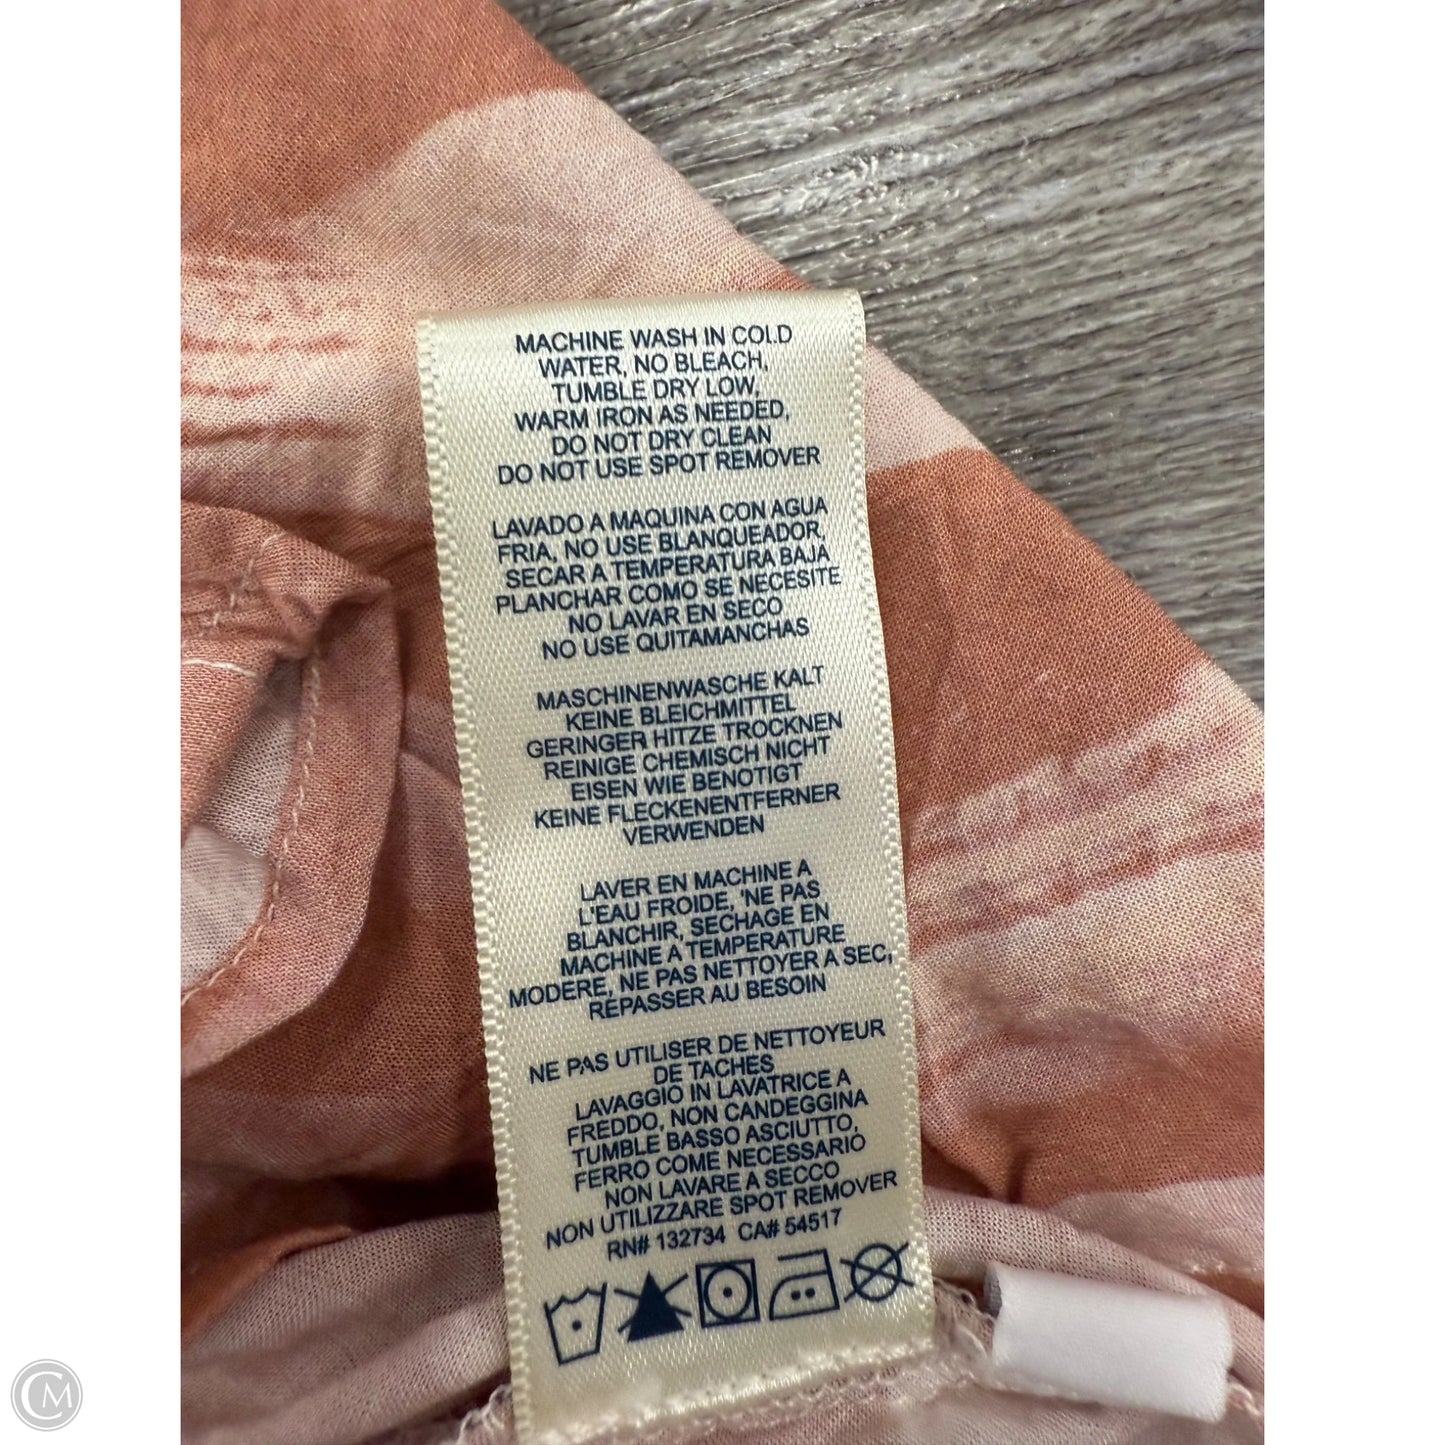 MACHINE WASH IN COLD
WATER, NO BLEACH,
TUMBLE DRY LOW,
WARM IRON AS NEEDED,
DO NOT DRY CLEAN
DO NOT USE SPOT REMOVER
LAVADO A MAQUINA CON AGUA
FRIA, NO USE BLANQUEADOR,
SECAR A TEMPERATURA BAJA
PLANCHAR COMO SE NECESITE
NO LAVAR EN SECO
NO USE QUITAMANCHAS
MASCHINENWASCHE KALT
KEINE BLEICHMITTEL
GERINGER HITZE TROCKNEN
REINIGE CHEMISCH NICHT
EISEN WIE BENOTIGT
KEINE FLECKENENTFERNER
VERWENDEN
LAVER EN MACHINE A
L'EAU FROIDE, 'NE PAS
BLANCHIR, SECHAGE EN
MACHINE A TEMPERATURE
MODERE, NE PAS NETTOYER A SEC,
REPASSER AU BESOIN
NE PAS UTILISER DE NETTOYEUR
DE TACHES
LAVAGGIO IN LAVATRICE A
FREDDO, NON CANDEGGINA
TUMBLE BASSO ASCIUTTO,
FERRO COME NECESSARIO
NON LAVARE A SECCO
NON UTILIZZARE SPOT REMOVER
RN# 132734 CA# 54517
CM